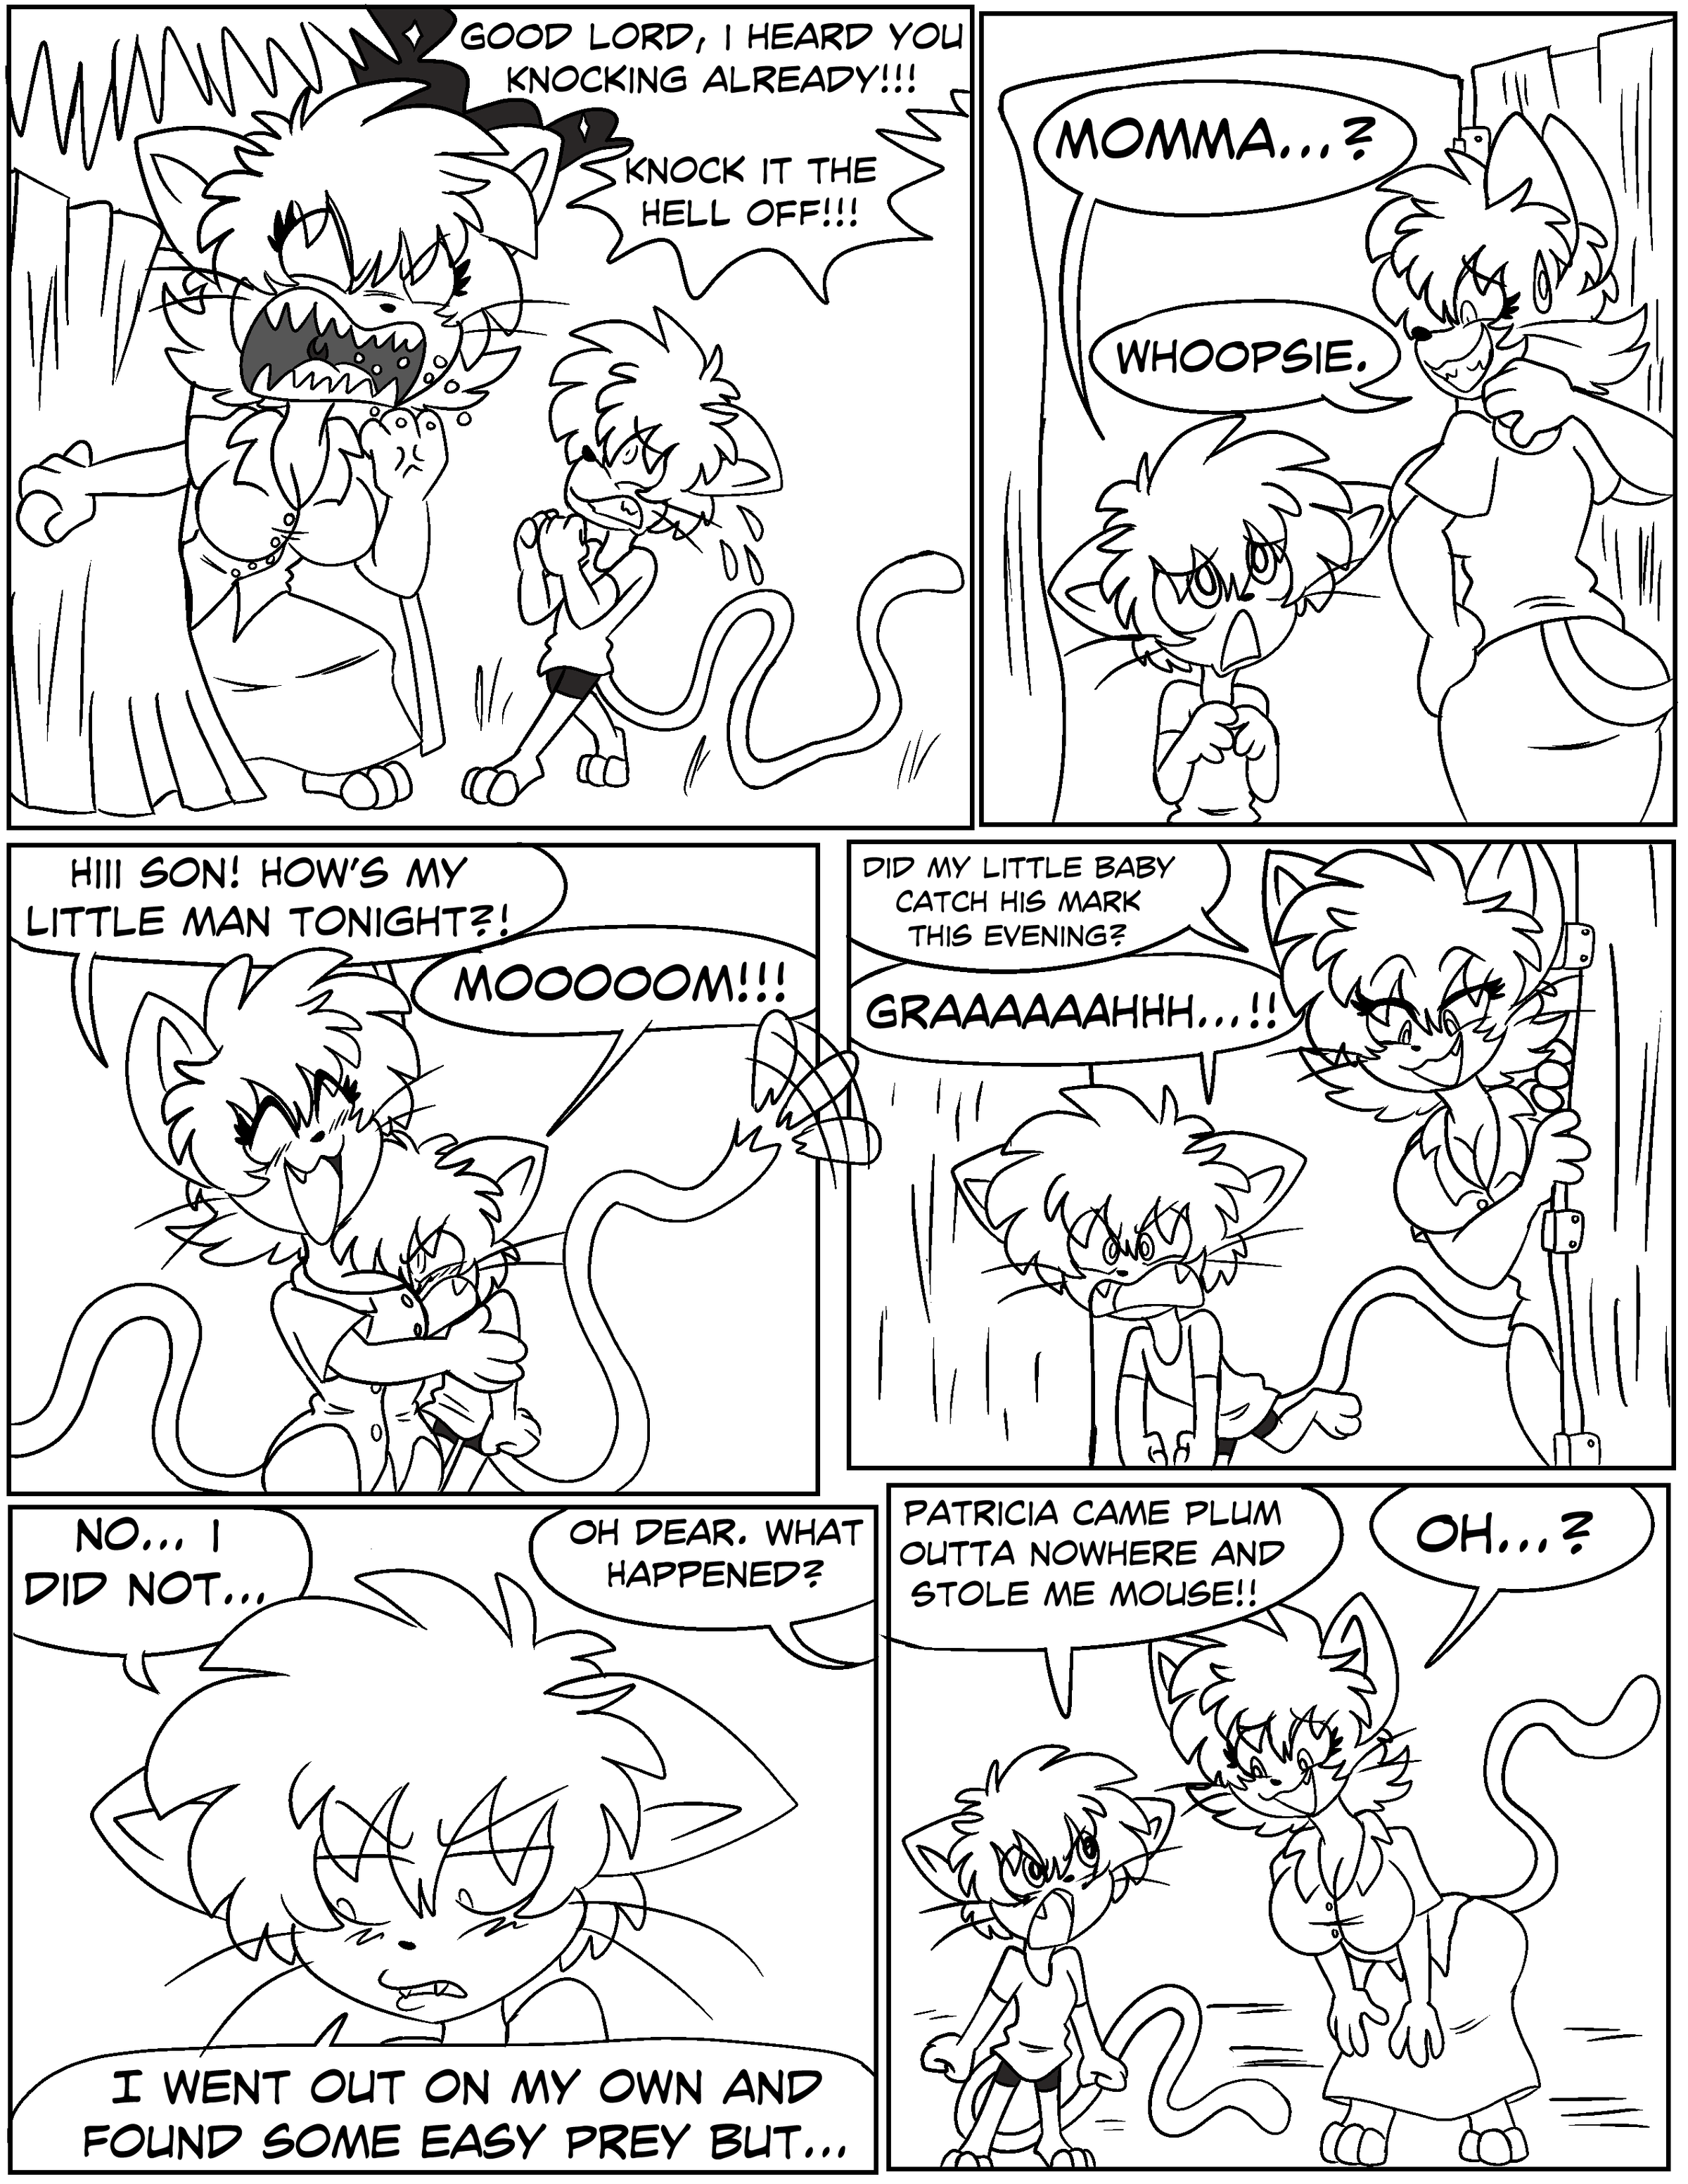 GOOD LORD, I HEARD YOU
KNOCKING ALREADY!!!
KNOCK IT THE
HELL OFF!!!
MOMMA...?
WHOOPSIE.
HIII SON! HOW'S MY
LITTLE MAN TONIGHT?!
MOOOOOM!!!
DID MY LITTLE BABY
CATCH HIS MARK
THIS EVENING?
GRAAAAAAHHH...!!
NO... I
DID NOT...
OH DEAR. WHAT
HAPPENED?
I WENT OUT ON MY OWN AND
FOUND SOME EASY PREY BUT...
PATRICIA CAME PLUM
OUTTA NOWHERE AND
STOLE ME MOUSE!!
OH...?